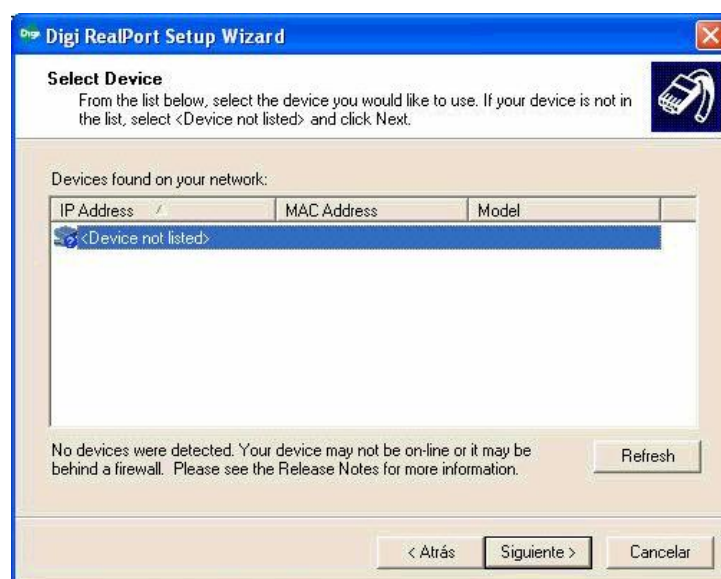 Digi Digi RealPort Setup Wizard
Select Device
From the list below, select the device you would like to use. If your device is not in
the list, select <Device not listed> and click Next.
Devices found on your network:
IP Address MAC Address Model
<Device not listed>
No devices were detected. Your device may not be on-line or it may be
behind a firewall. Please see the Release Notes for more information.
Refresh
< Atrás Siguiente > Cancelar